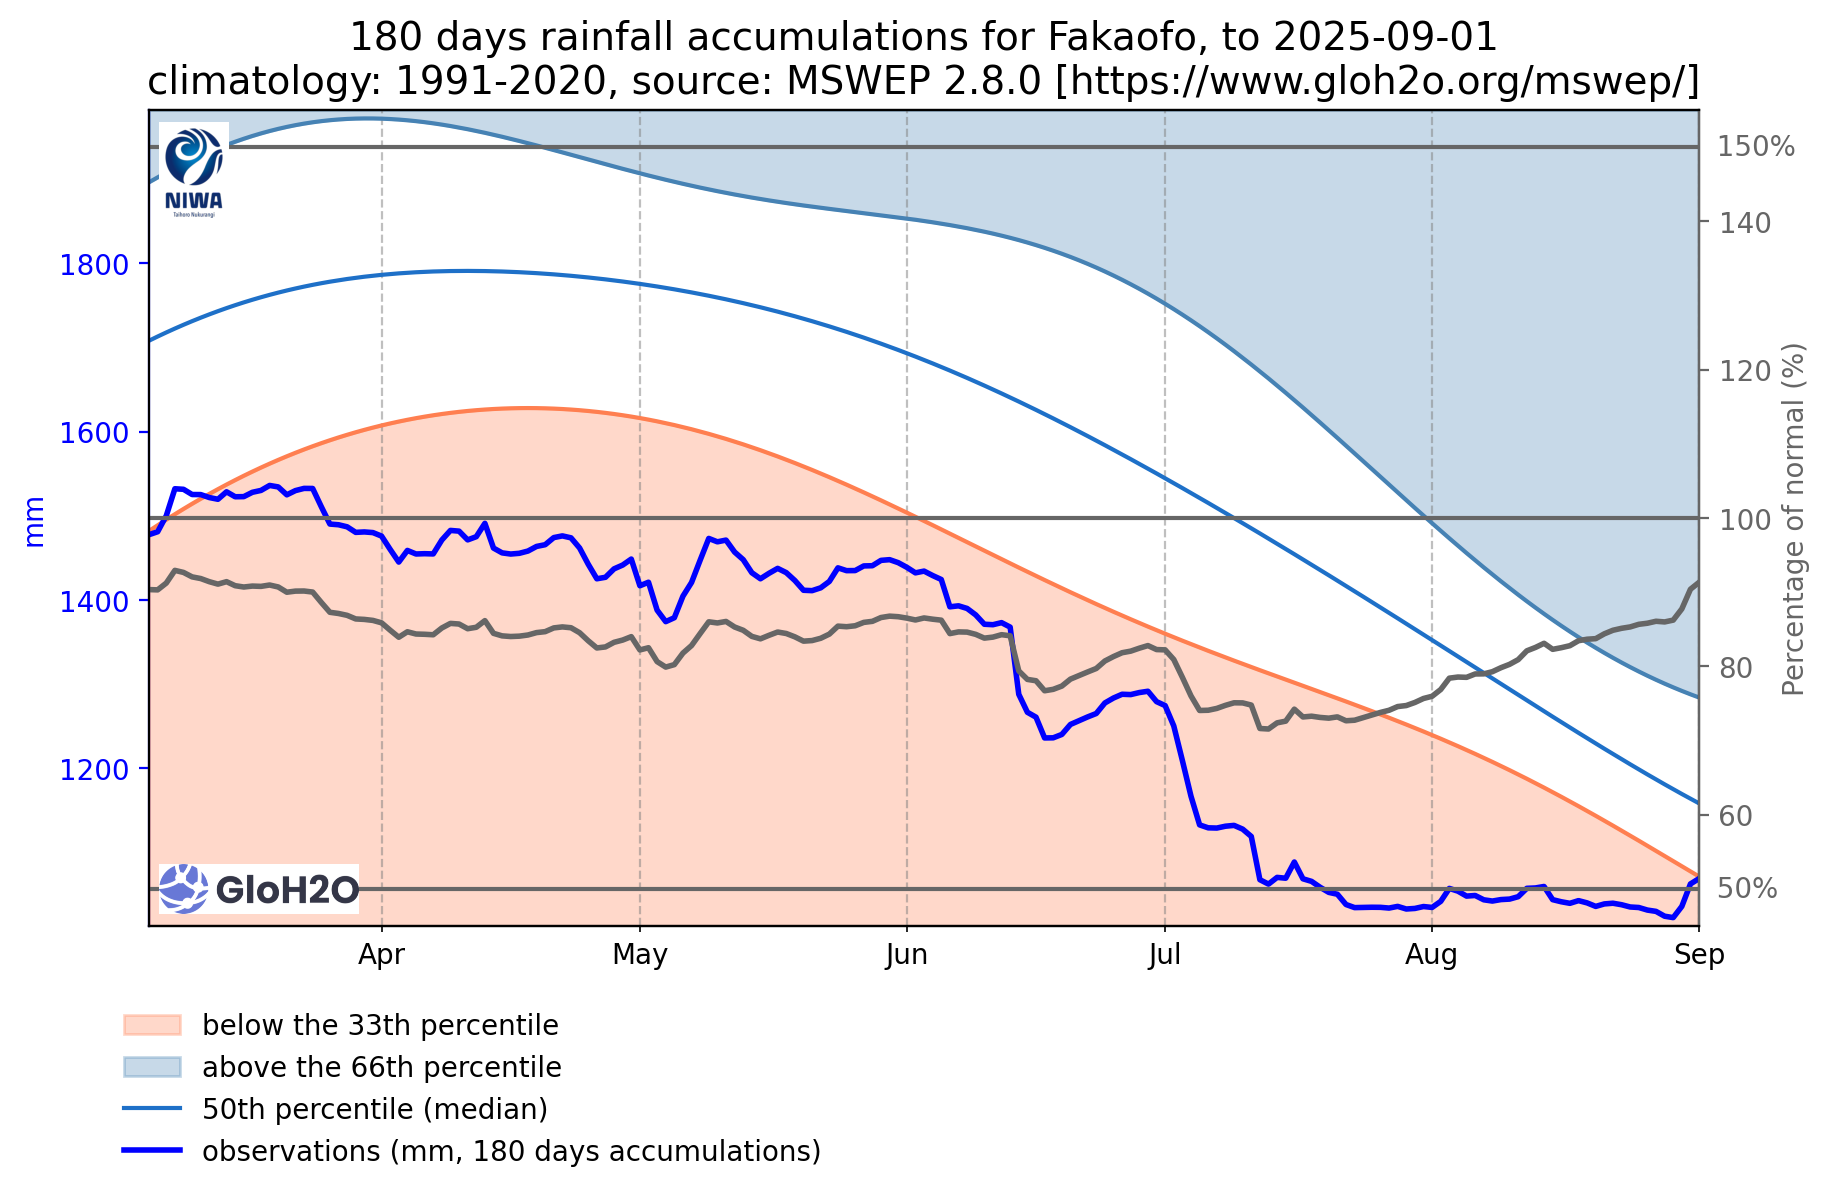 180 days rainfall accumulations for Fakaofo, to 2025-09-01
climatology: 1991-2020, source: MSWEP 2.8.0 [https://www.gloh2o.org/mswep/]
NIWA
Taihoro Nukurangi
1800
1600
1400
1200
mm
150%
140
120
100
80
60
50%
Percentage of normal (%)
GloH2O
Apr
May
Jun
Jul
Aug
Sep
below the 33th percentile
above the 66th percentile
50th percentile (median)
observations (mm, 180 days accumulations)